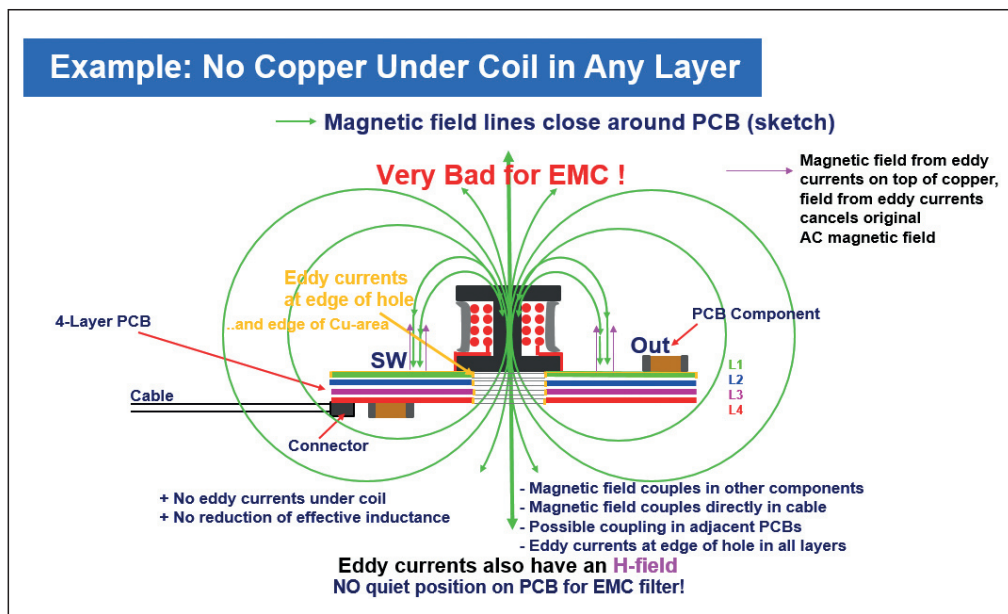 Example: No Copper Under Coil in Any Layer
Magnetic field lines close around PCB (sketch)
Very Bad for EMC !
Magnetic field from eddy
currents on top of copper,
field from eddy currents
cancels original
AC magnetic field
Eddy currents
at edge of hole
..and edge of Cu-area
4-Layer PCB
PCB Component
SW
Out
L1
L2
L3
L4
Cable
Connector
+ No eddy currents under coil
+ No reduction of effective inductance
- Magnetic field couples in other components
- Magnetic field couples directly in cable
- Possible coupling in adjacent PCBs
- Eddy currents at edge of hole in all layers
Eddy currents also have an H-field
NO quiet position on PCB for EMC filter!